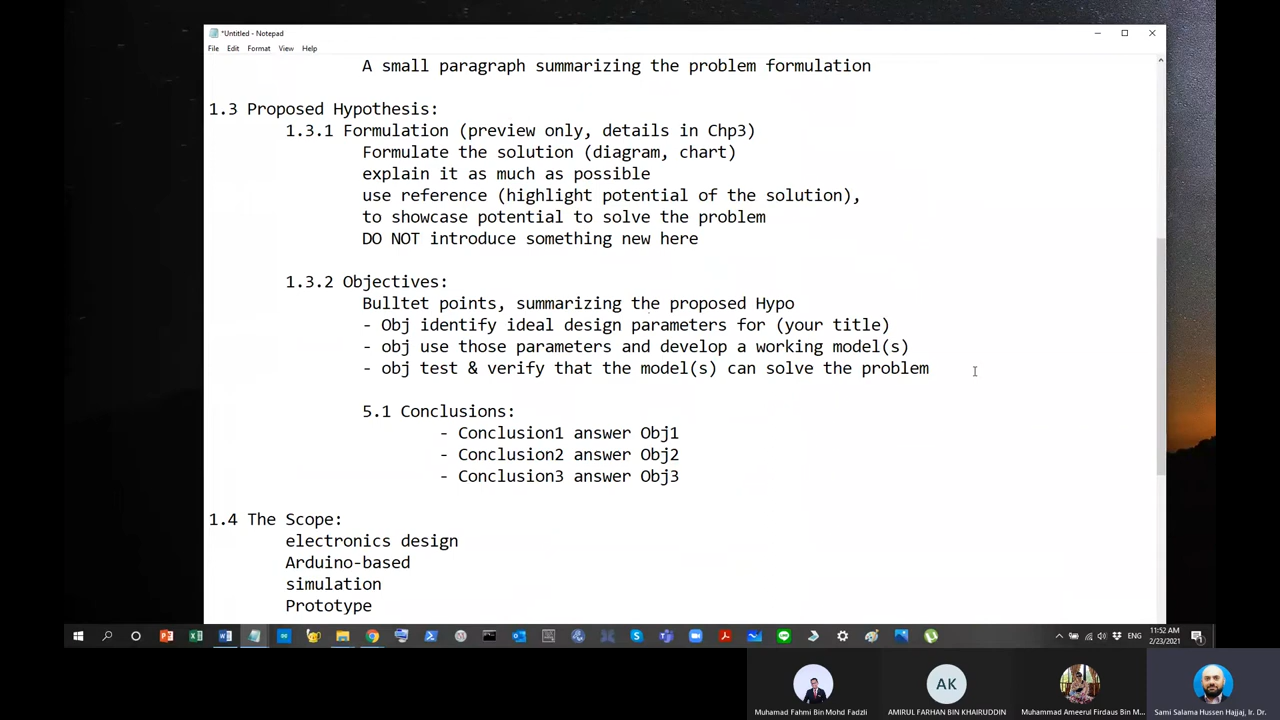 *Untitled - Notepad
File Edit Format View Help
A small paragraph summarizing the problem formulation
1.3 Proposed Hypothesis:
1.3.1 Formulation (preview only, details in Chp3)
Formulate the solution (diagram, chart)
explain it as much as possible
use reference (highlight potential of the solution),
to showcase potential to solve the problem
DO NOT introduce something new here
1.3.2 Objectives:
Bulltet points, summarizing the proposed Hypo
- Obj identify ideal design parameters for (your title)
- obj use those parameters and develop a working model(s)
- obj test & verify that the model(s) can solve the problem
5.1 Conclusions:
- Conclusion1 answer Obj1
- Conclusion2 answer Obj2
- Conclusion3 answer Obj3
1.4 The Scope:
electronics design
Arduino-based
simulation
Prototype
ENG
11:52 AM
2/23/2021
AK
Muhamad Fahmi Bin Mohd Fadzli
AMIRUL FARHAN BIN KHAIRUDDIN
Muhammad Ameerul Firdaus Bin M...
Sami Salama Hussen Hajjaj, Ir. Dr.